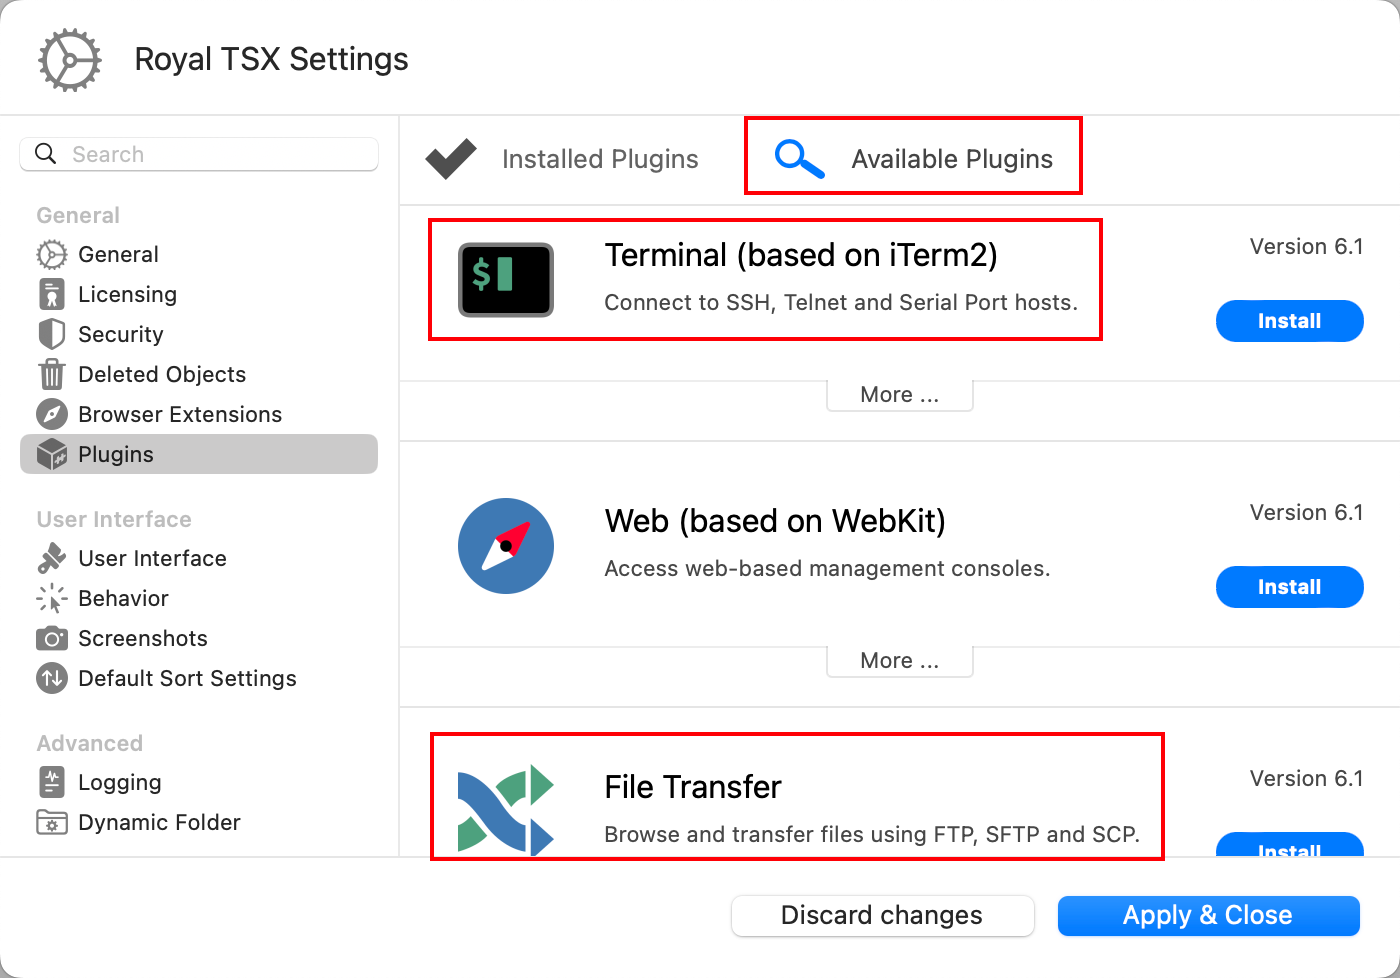 Royal TSX Settings
Search
General
General
Licensing
Security
Deleted Objects
Browser Extensions
Plugins
User Interface
User Interface
Behavior
Screenshots
Default Sort Settings
Advanced
Logging
Dynamic Folder
Installed Plugins
Available Plugins
$
Terminal (based on iTerm2)
Connect to SSH, Telnet and Serial Port hosts.
Version 6.1
Install
More ...
Web (based on WebKit)
Access web-based management consoles.
Version 6.1
Install
More ...
File Transfer
Browse and transfer files using FTP, SFTP and SCP.
Version 6.1
Install
Discard changes
Apply & Close